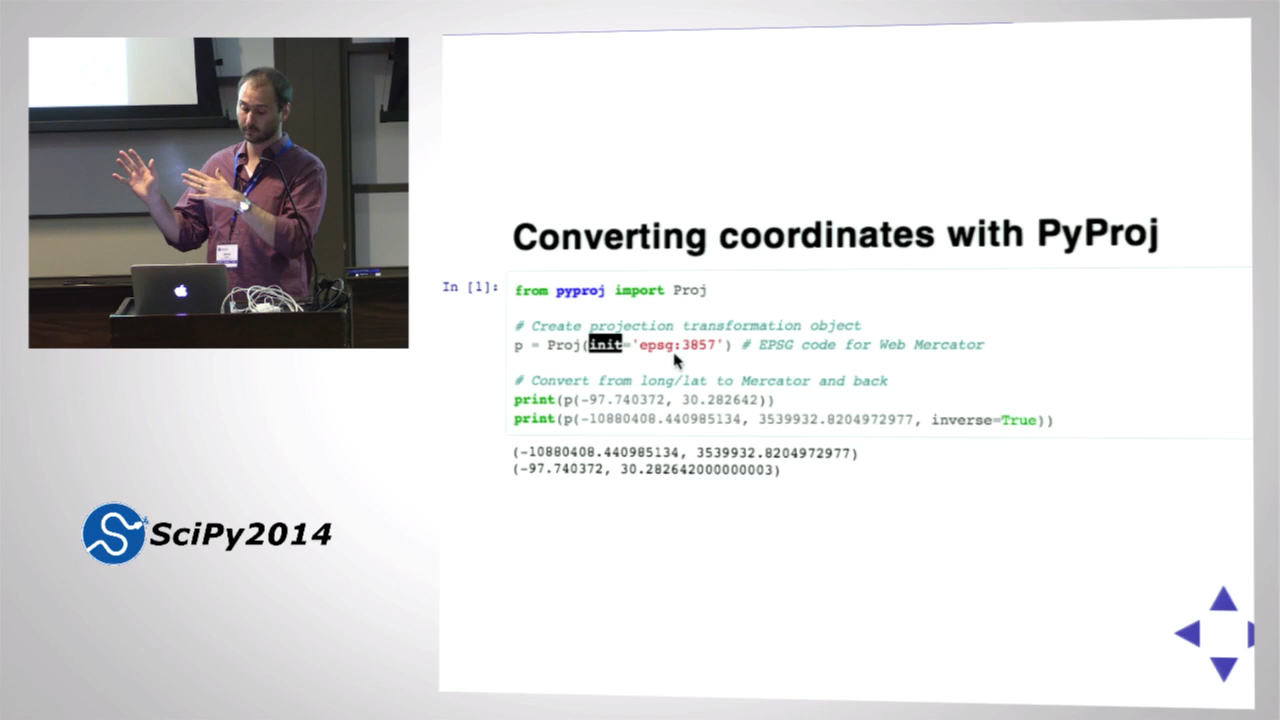 Converting coordinates with PyProj
In [1]:
from pyproj import Proj
# Create projection transformation object
p = Proj(init='epsg:3857') # EPSG code for Web Mercator
# Convert from long/lat to Mercator and back
print(p(-97.740372, 30.282642))
print(p(-10880408.440985134, 3539932.8204972977, inverse=True))
(-10880408.440985134, 3539932.8204972977)
(-97.740372, 30.282642000000003)
SciPy2014